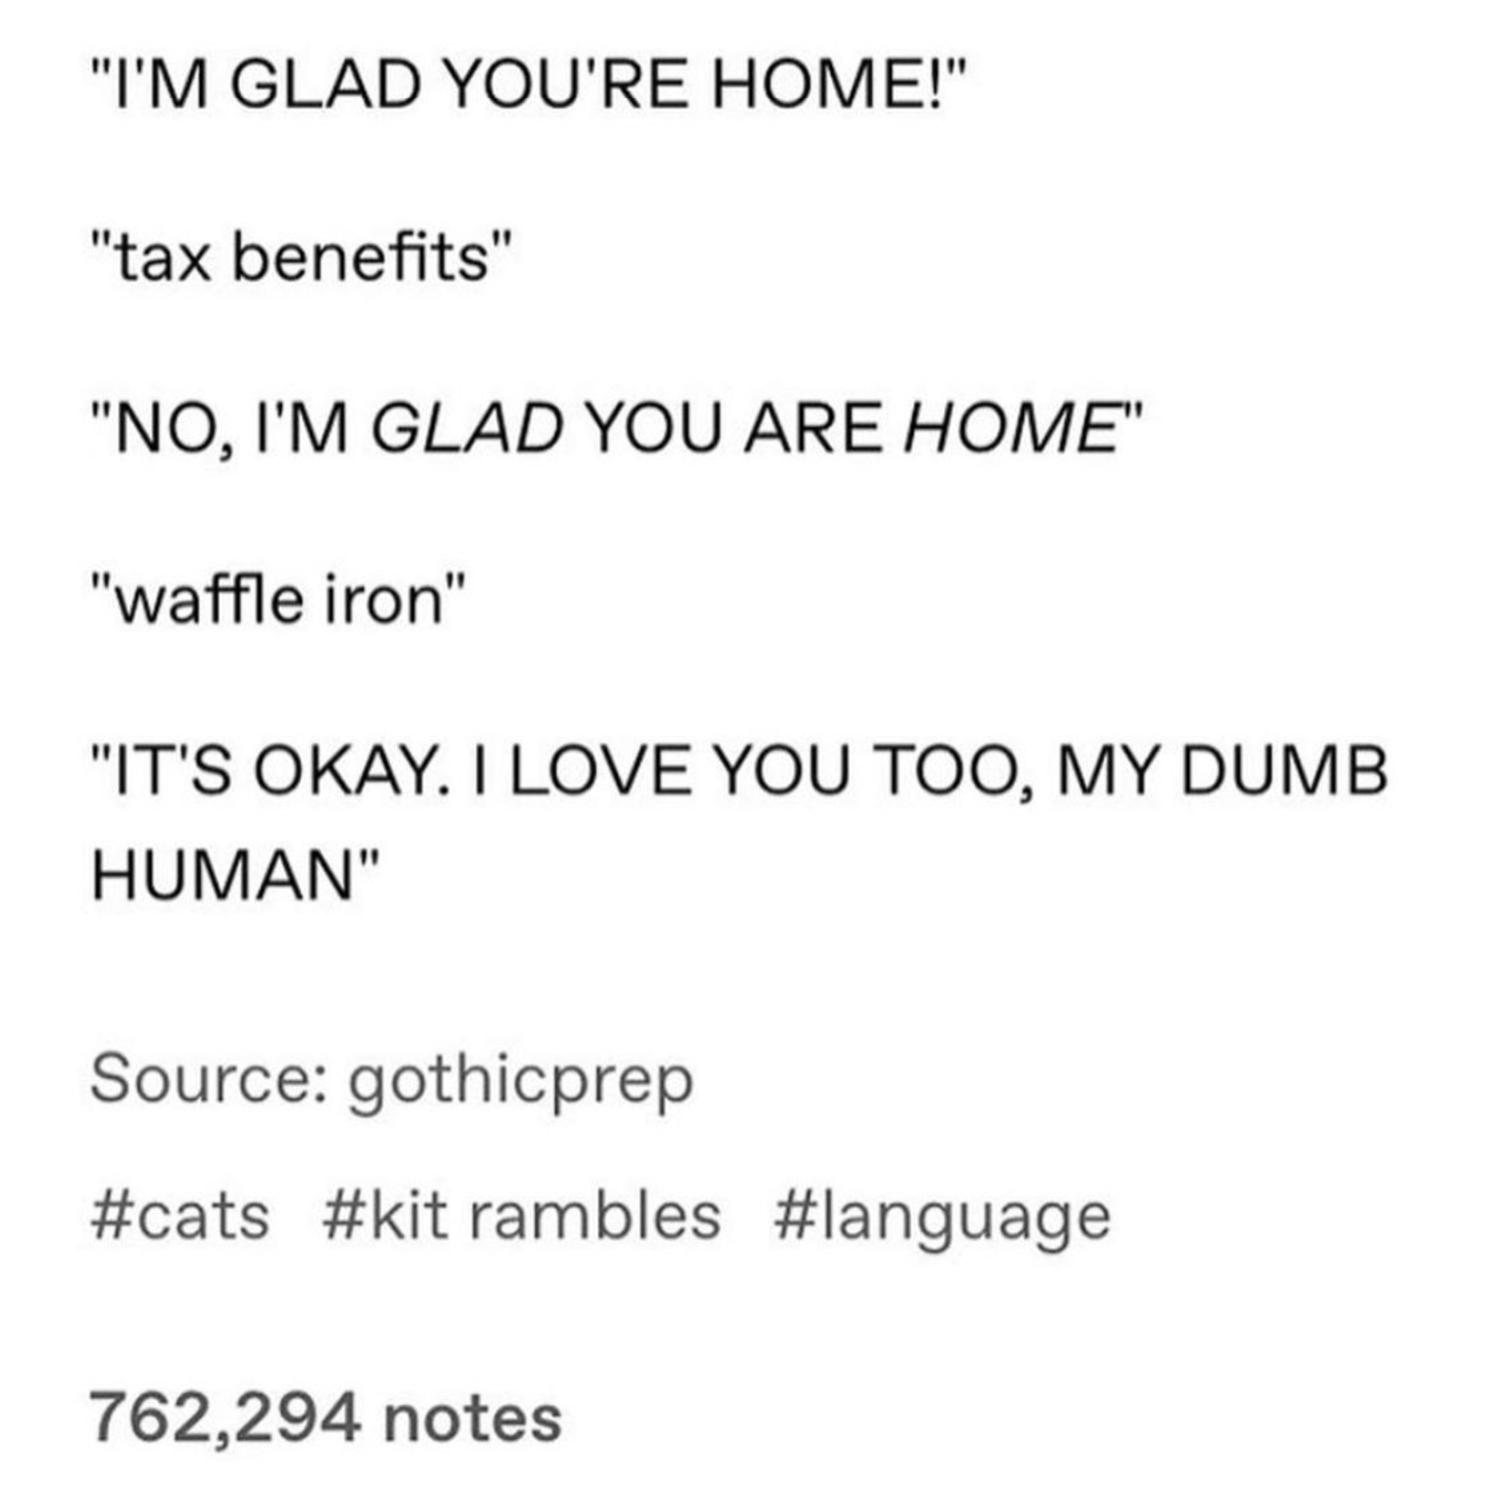 "I'M GLAD YOU'RE HOME!"
"tax benefits"
"NO, I'M GLAD YOU ARE HOME"
"waffle iron"
"IT'S OKAY. I LOVE YOU TOO, MY DUMB
HUMAN"
Source: gothicprep
#cats #kit rambles #language
762,294 notes